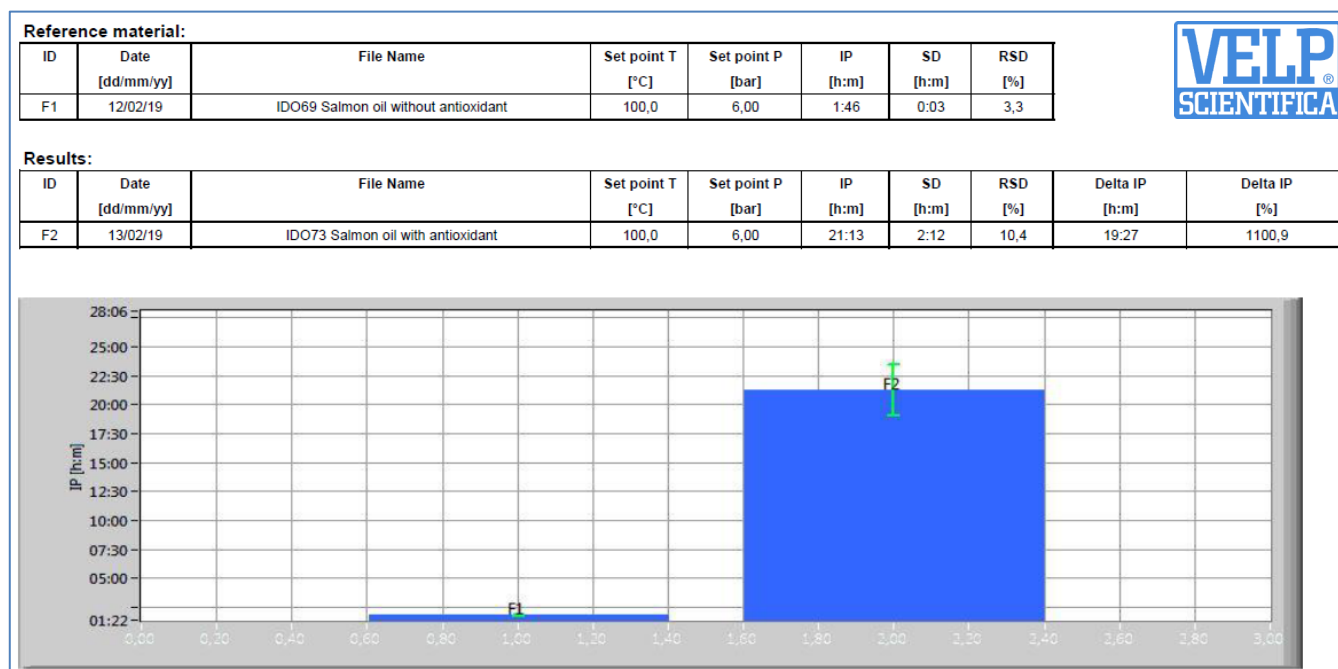 Reference material:
ID Date File Name Set point T Set point P IP SD RSD
[dd/mm/yy] [°C] [bar] [h:m] [h:m] [%]
F1 12/02/19 IDO69 Salmon oil without antioxidant 100,0 6,00 1:46 0:03 3,3
VELP®
SCIENTIFICA
Results:
ID Date File Name Set point T Set point P IP SD RSD Delta IP Delta IP
[dd/mm/yy] [°C] [bar] [h:m] [h:m] [%] [h:m] [%]
F2 13/02/19 IDO73 Salmon oil with antioxidant 100,0 6,00 21:13 2:12 10,4 19:27 1100,9
28:06
25:00
22:30
20:00
17:30
15:00
12:30
10:00
07:30
05:00
01:22
IP [h:m]
F1
F2
0,00 0,20 0,40 0,60 0,80 1,00 1,20 1,40 1,60 1,80 2,00 2,20 2,40 2,60 2,80 3,00